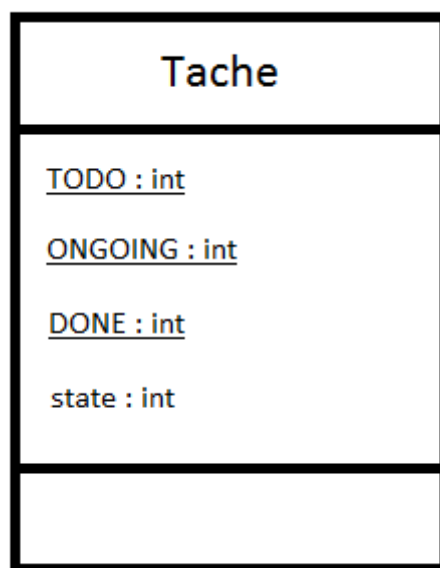 Tache
TODO : int
ONGOING : int
DONE : int
state : int